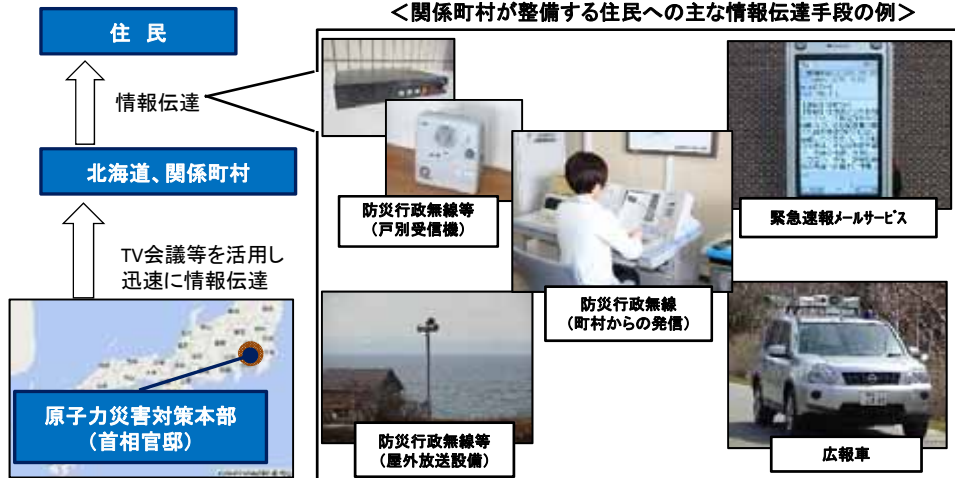 <関係町村が整備する住民への主な情報伝達手段の例>
住 民
情報伝達
北海道、関係町村
TV会議等を活用し
迅速に情報伝達
原子力災害対策本部
(首相官邸)
防災行政無線等
(戸別受信機)
防災行政無線
(町村からの発信)
緊急速報メールサービス
防災行政無線等
(屋外放送設備)
広報車